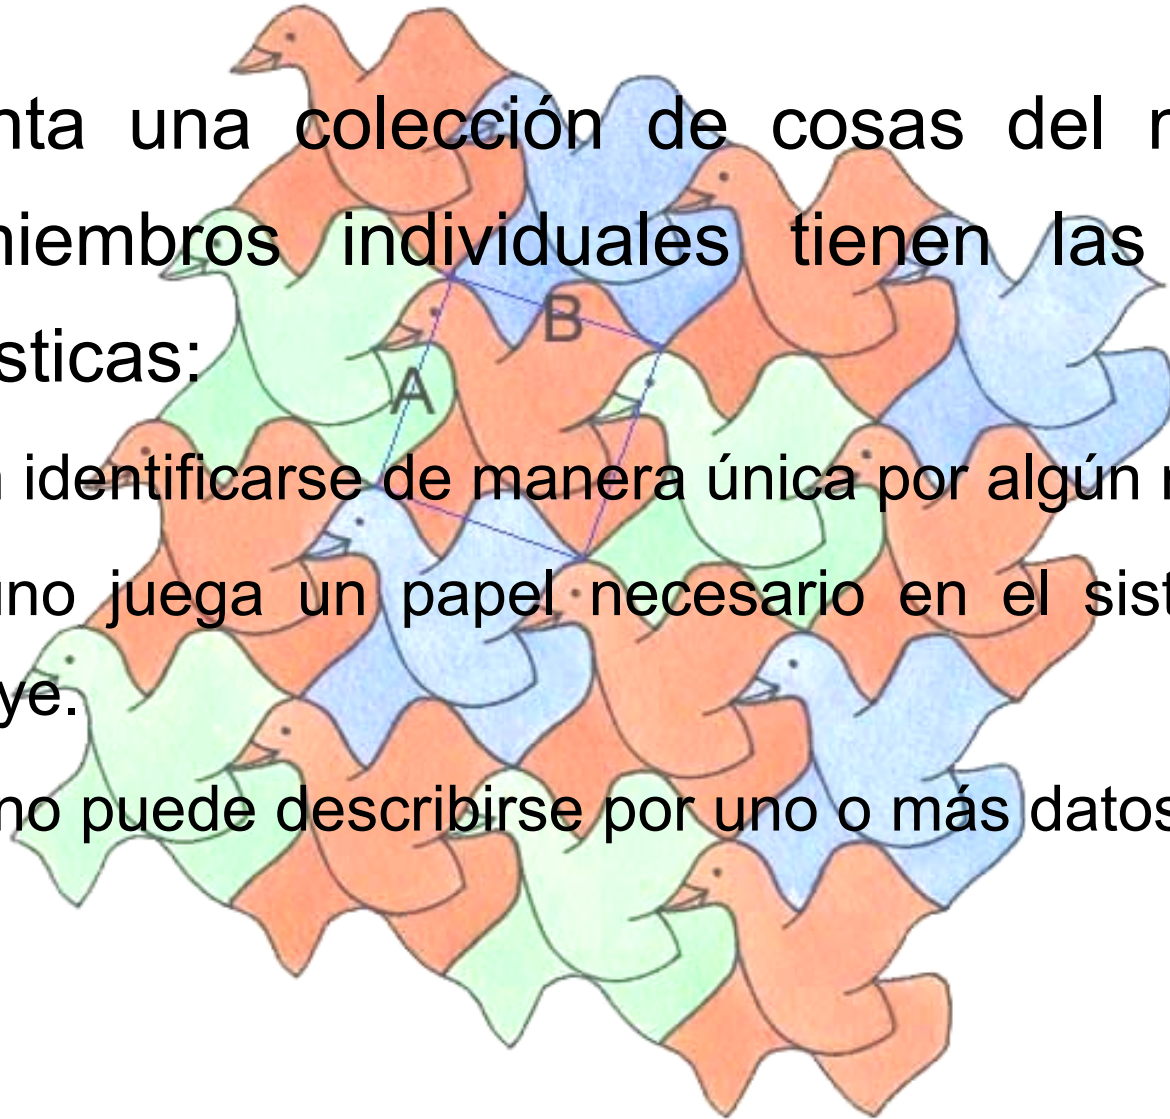 nta una colección de cosas del
miembros individuales tienen las
sticas:
identificarse de manera única por algún
uno juega un papel necesario en el sist
ye.
no puede describirse por uno o más datos
B
A